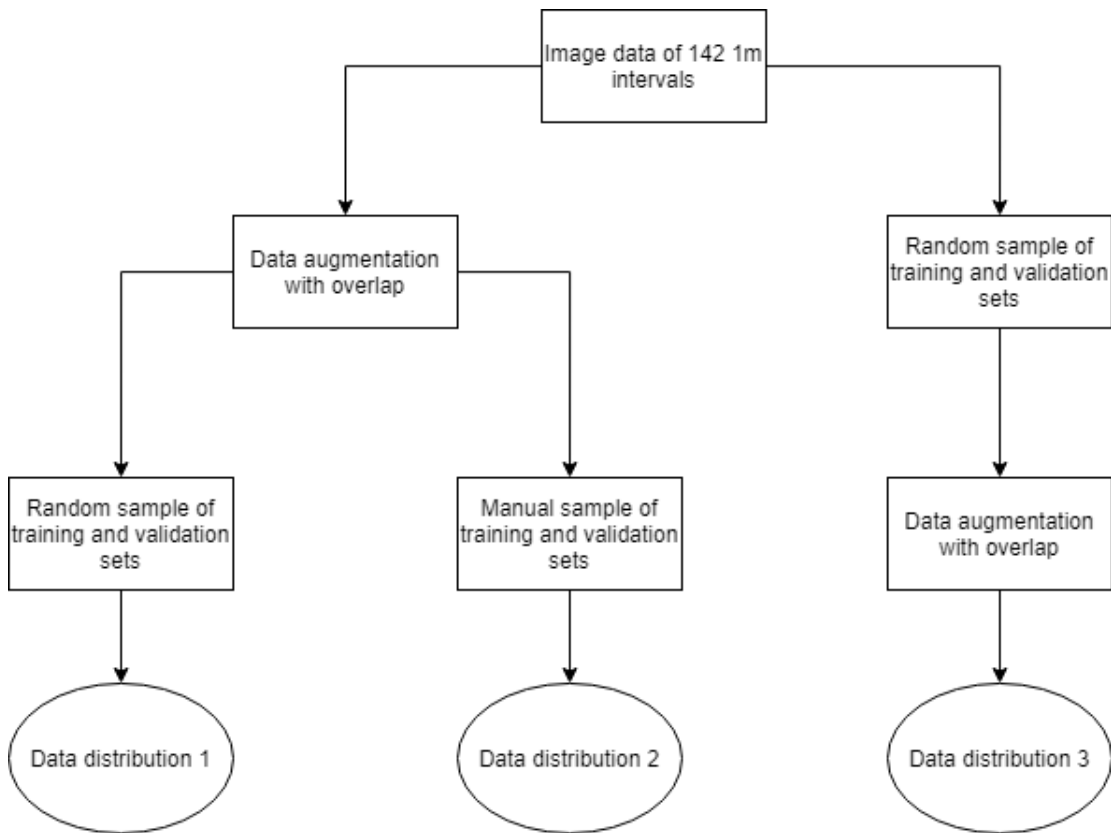 Image data of 142 1m
intervals
Data augmentation
with overlap
Random sample of
training and validation
sets
Random sample of
training and validation
sets
Manual sample of
training and validation
sets
Data augmentation
with overlap
Data distribution 1
Data distribution 2
Data distribution 3